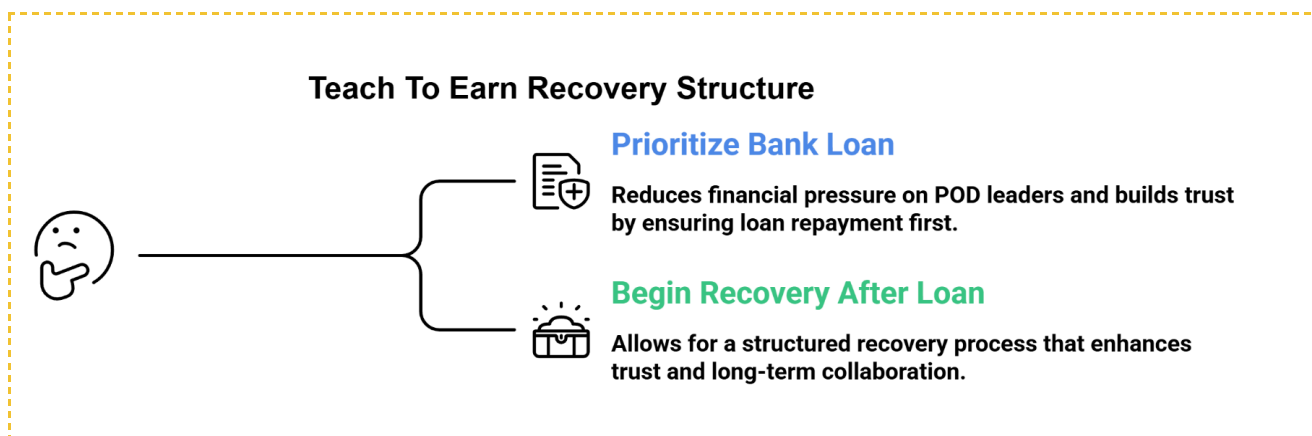 Teach To Earn Recovery Structure
Prioritize Bank Loan
Reduces financial pressure on POD leaders and builds trust
by ensuring loan repayment first.
Begin Recovery After Loan
Allows for a structured recovery process that enhances
trust and long-term collaboration.